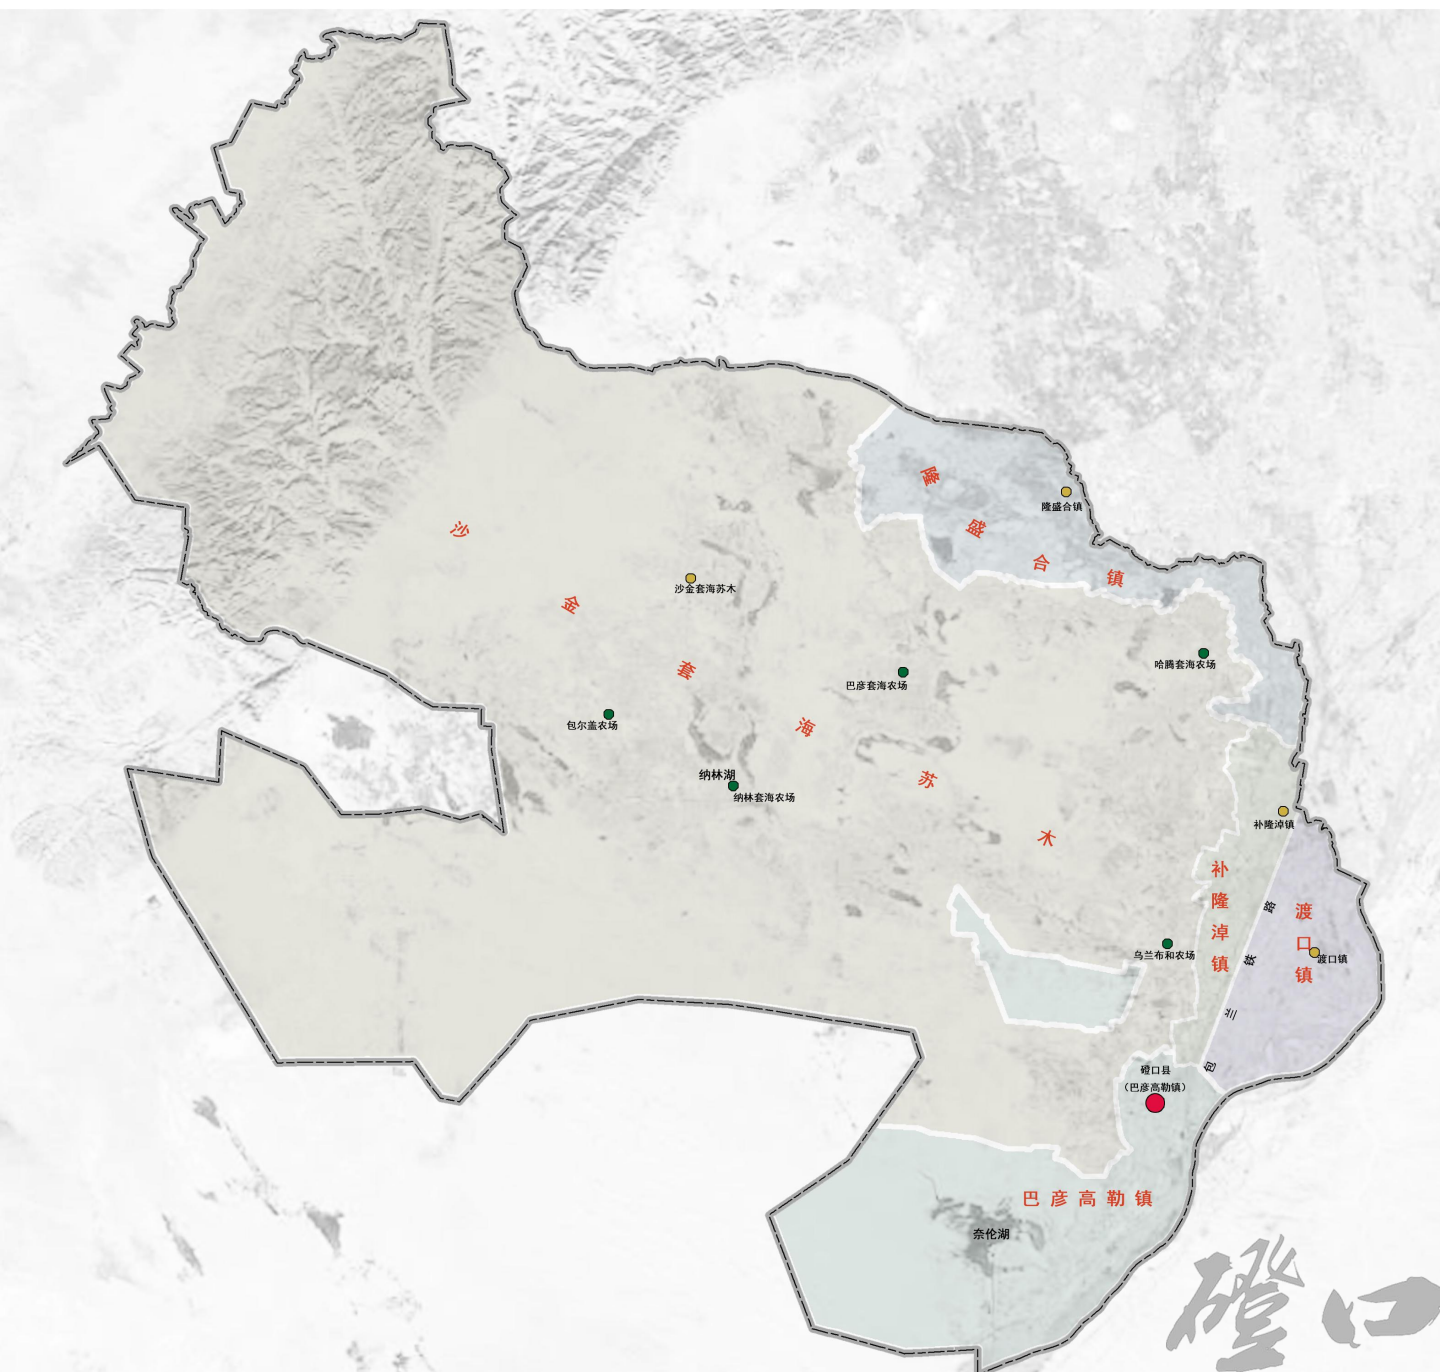 隆盛合镇
隆盛合镇
沙金套海苏木
沙金套海苏木
哈腾套海农场
巴彦套海农场
包尔盖农场
纳林湖
纳林套海农场
补隆淖镇
补隆淖镇
包兰铁路
渡口镇
渡口镇
乌兰布和农场
磴口县
（巴彦高勒镇）
巴彦高勒镇
奈伦湖
磴口